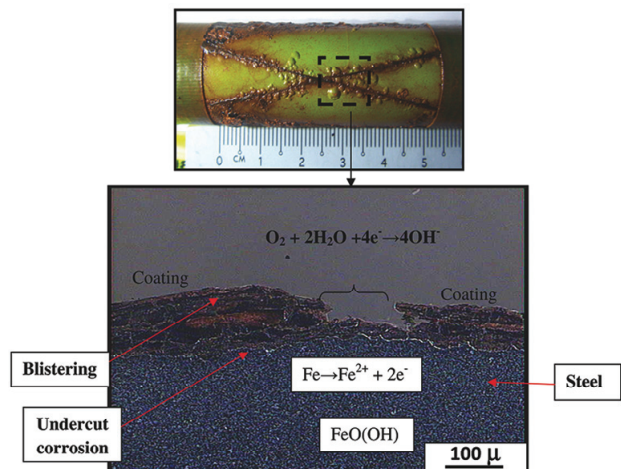 0 CM 1 2 3 4 5
O₂ + 2H₂O +4e⁻→4OH⁻
Coating
Coating
Blistering
Fe→Fe²⁺ + 2e⁻
Steel
Undercut
corrosion
FeO(OH)
100 µ